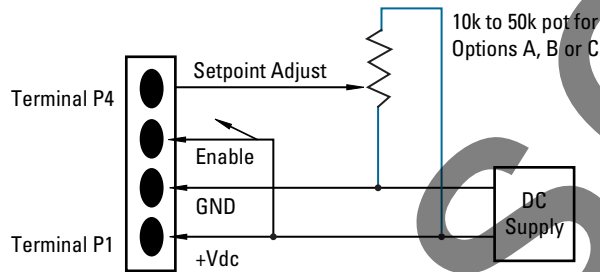 10k to 50k pot for
Options A, B or C
Setpoint Adjust
Terminal P4
Enable
GND
DC
Supply
Terminal P1
+Vdc